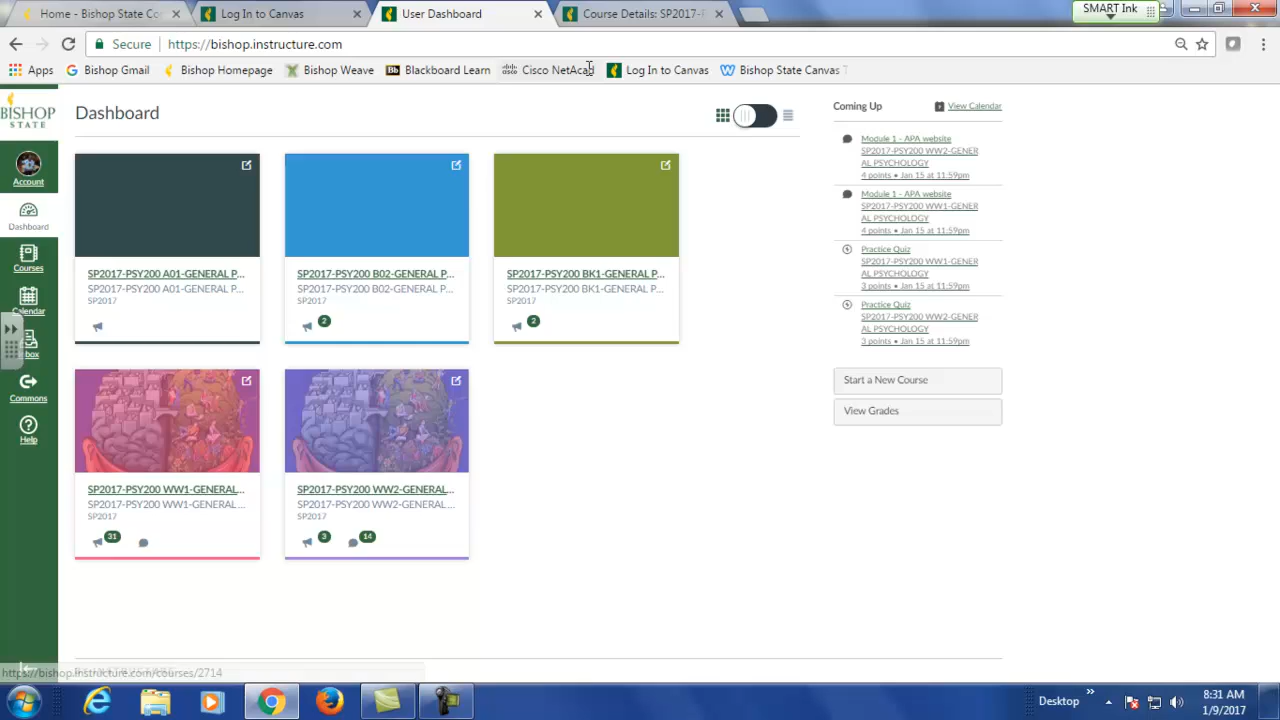 Home - Bishop State Co
Log In to Canvas
User Dashboard
Course Details: SP2017-P
SMART Ink
Secure
https://bishop.instructure.com
Apps
Bishop Gmail
Bishop Homepage
Bishop Weave
Blackboard Learn
Cisco NetAcad
Log In to Canvas
Bishop State Canvas
BISHOP
STATE
Account
Dashboard
Courses
Calendar
box
Commons
Help
Dashboard
SP2017-PSY200 A01-GENERAL P...
SP2017-PSY200 A01-GENERAL P...
SP2017
SP2017-PSY200 B02-GENERAL P...
SP2017-PSY200 B02-GENERAL P...
SP2017
2
SP2017-PSY200 BK1-GENERAL P...
SP2017-PSY200 BK1-GENERAL P...
SP2017
2
SP2017-PSY200 WW1-GENERAL...
SP2017-PSY200 WW1-GENERAL ...
SP2017
31
SP2017-PSY200 WW2-GENERAL...
SP2017-PSY200 WW2-GENERAL ...
SP2017
3
14
Coming Up
View Calendar
Module 1 - APA website
SP2017-PSY200 WW2-GENER
AL PSYCHOLOGY
4 points • Jan 15 at 11:59pm
Module 1 - APA website
SP2017-PSY200 WW1-GENER
AL PSYCHOLOGY
4 points • Jan 15 at 11:59pm
Practice Quiz
SP2017-PSY200 WW1-GENER
AL PSYCHOLOGY
3 points • Jan 15 at 11:59pm
Practice Quiz
SP2017-PSY200 WW2-GENER
AL PSYCHOLOGY
3 points • Jan 15 at 11:59pm
Start a New Course
View Grades
https://bishop.instructure.com/courses/2714
Desktop
8:31 AM
1/9/2017